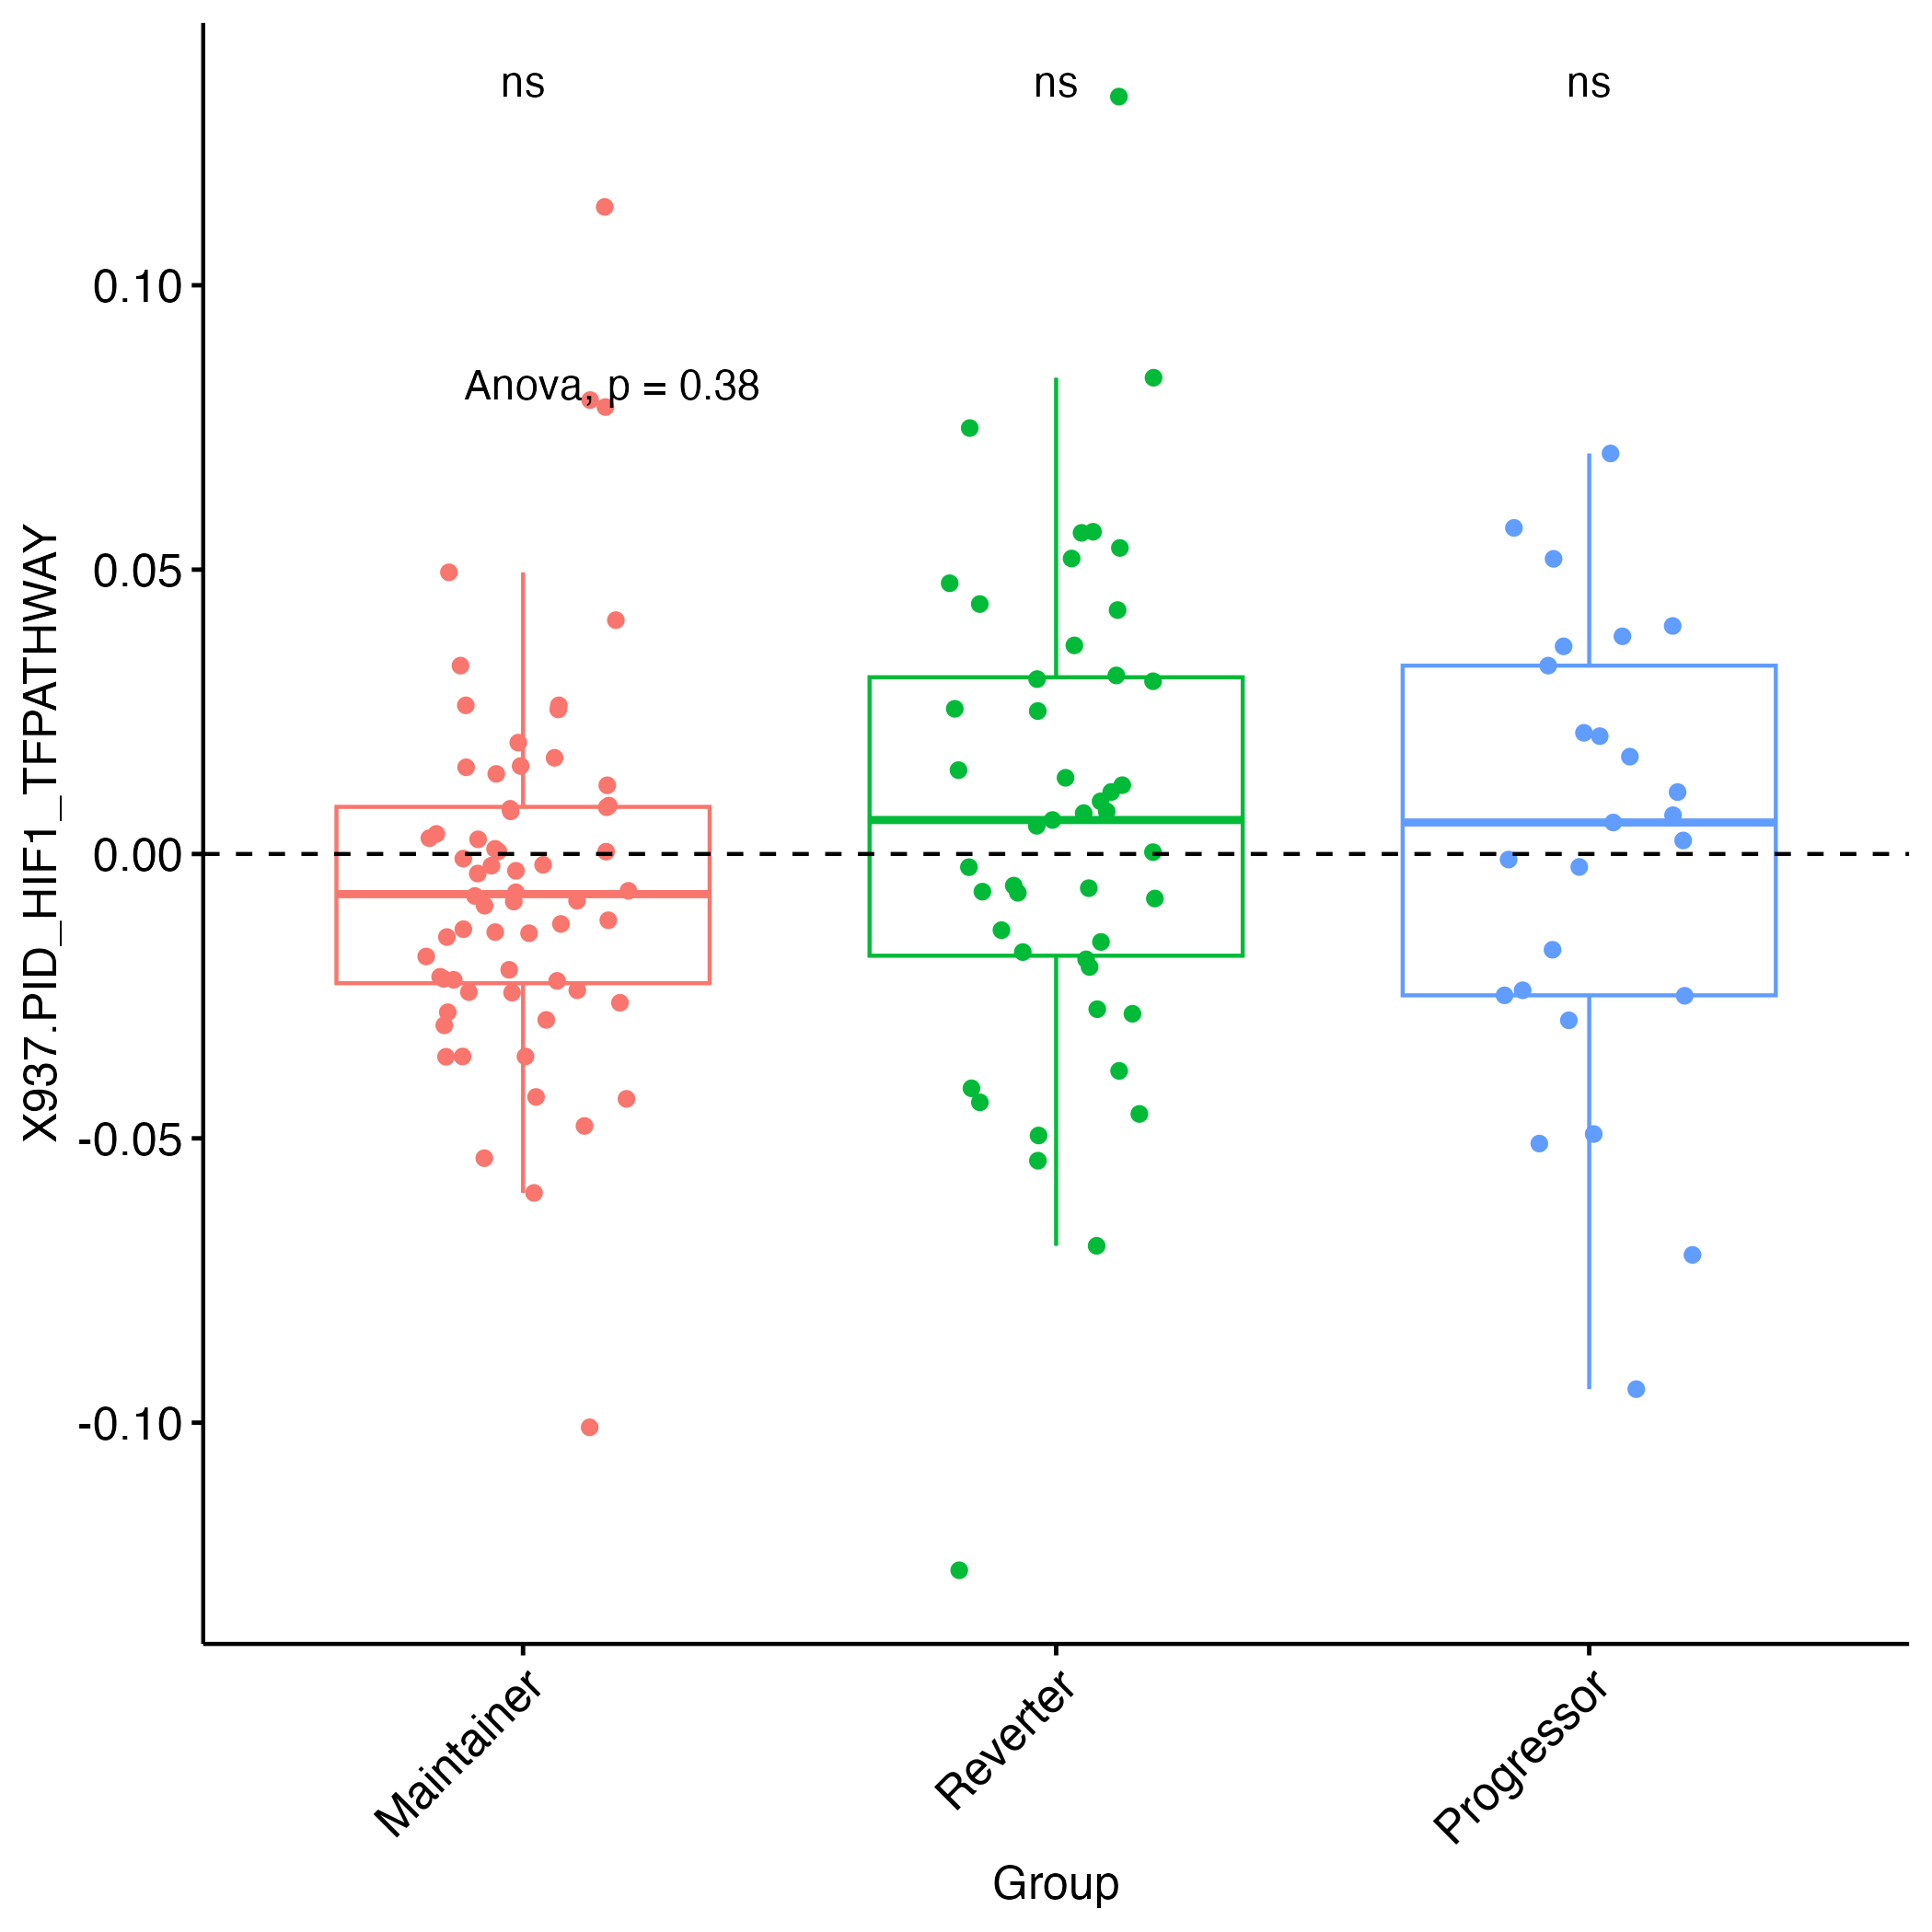 ns
ns
ns
Anova, p = 0.38
X937.PID_HIF1_TFPATHWAY
0.10
0.05
0.00
-0.05
-0.10
Maintainer
Reverter
Progressor
Group